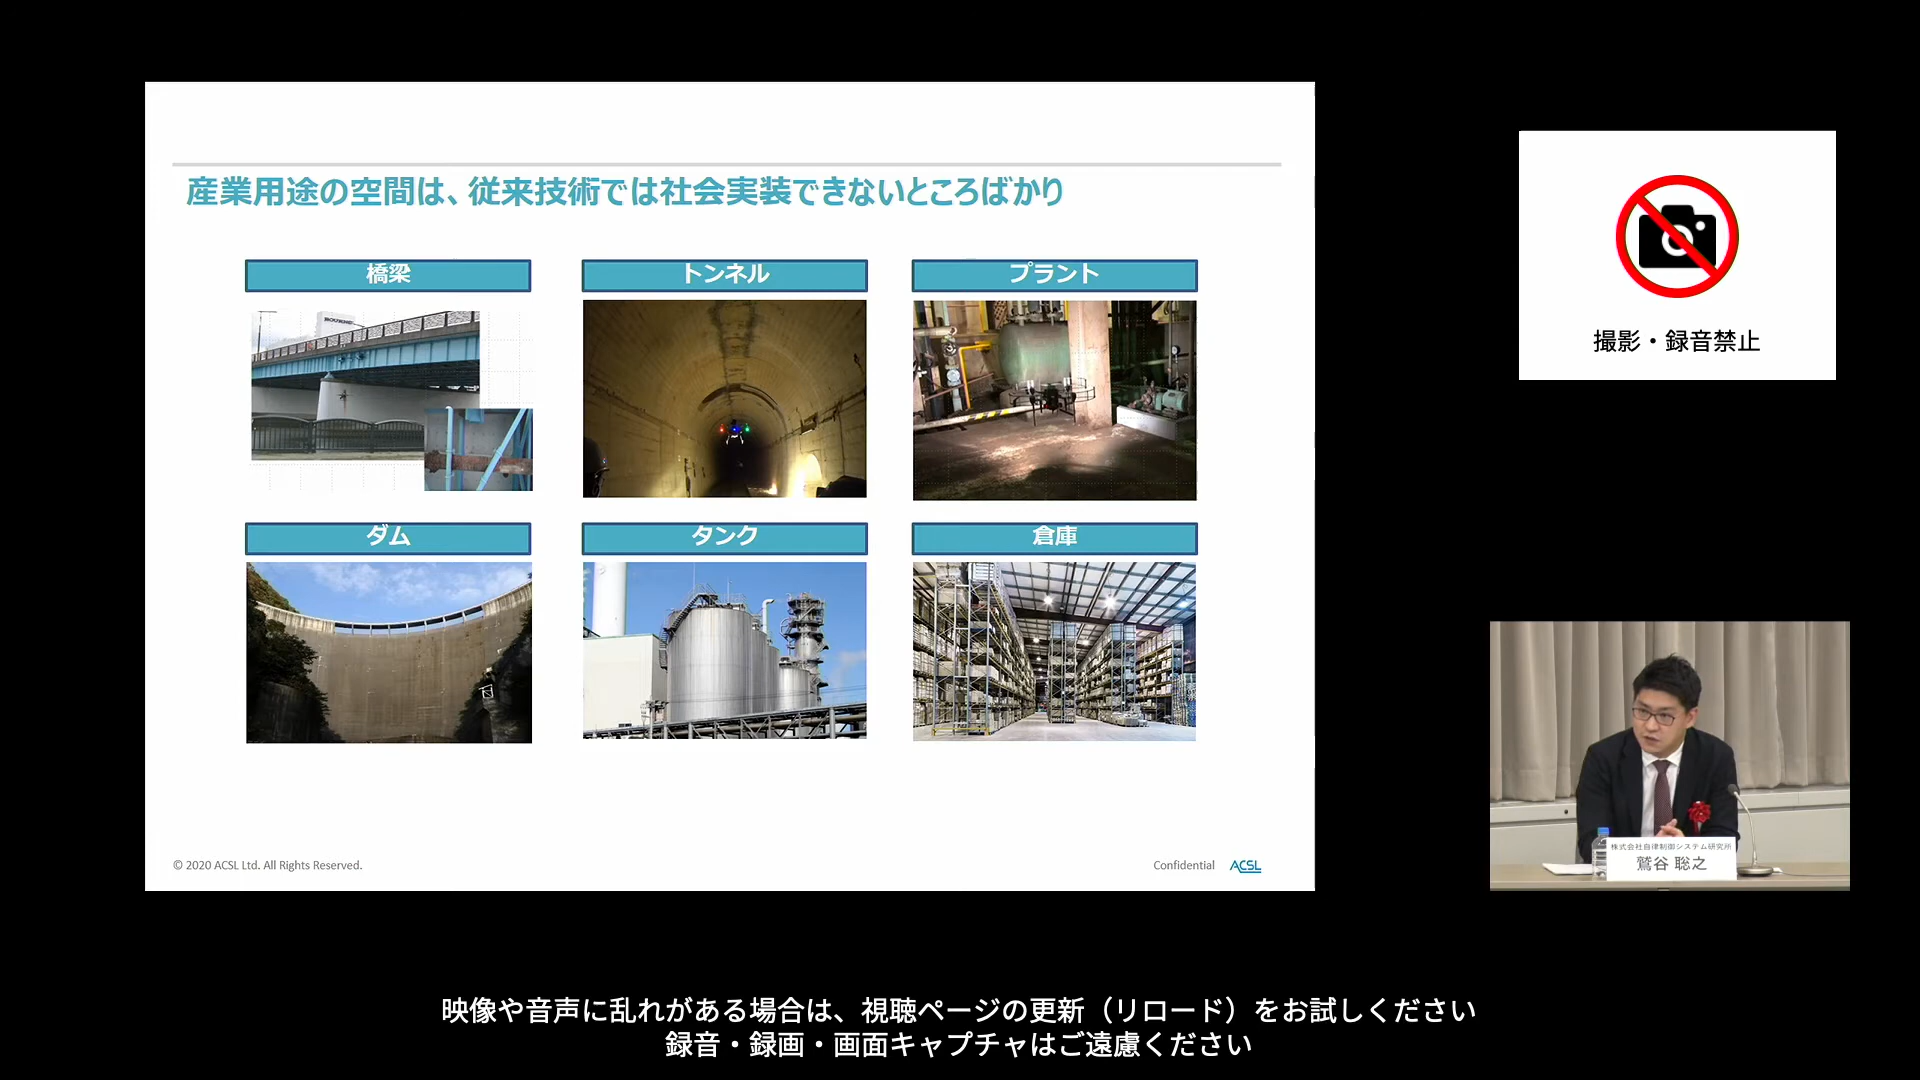 産業用途の空間は、従来技術では社会実装できないところばかり
橋梁
トンネル
プラント
BOURNE
ダム
タンク
倉庫
© 2020 ACSL Ltd. All Rights Reserved.
Confidential
ACSL
撮影・録音禁止
株式会社自律制御システム研究所
鷲谷 聡之
映像や音声に乱れがある場合は、視聴ページの更新（リロード）をお試しください
録音・録画・画面キャプチャはご遠慮ください